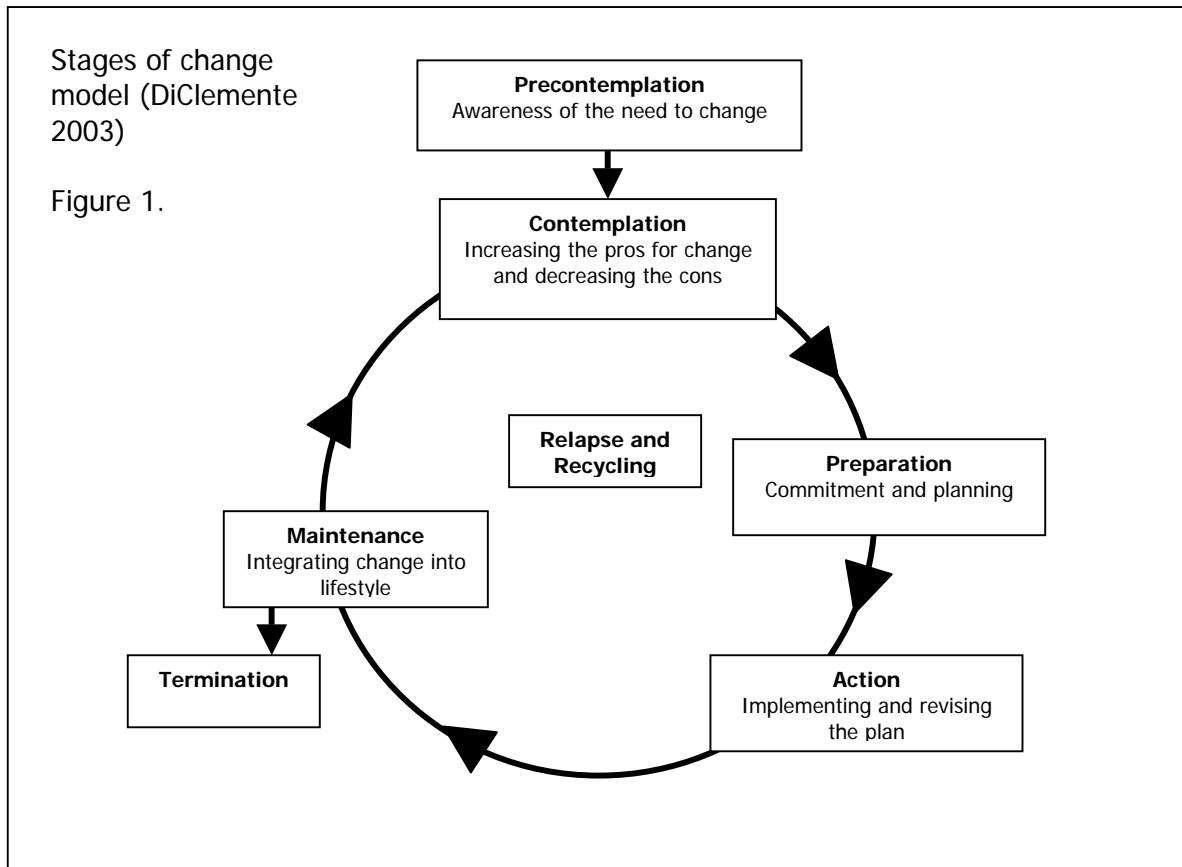 Stages of change
model (DiClemente
2003)
Figure 1.
Precontemplation
Awareness of the need to change
Contemplation
Increasing the pros for change
and decreasing the cons
Relapse and
Recycling
Preparation
Commitment and planning
Maintenance
Integrating change into
lifestyle
Termination
Action
Implementing and revising
the plan